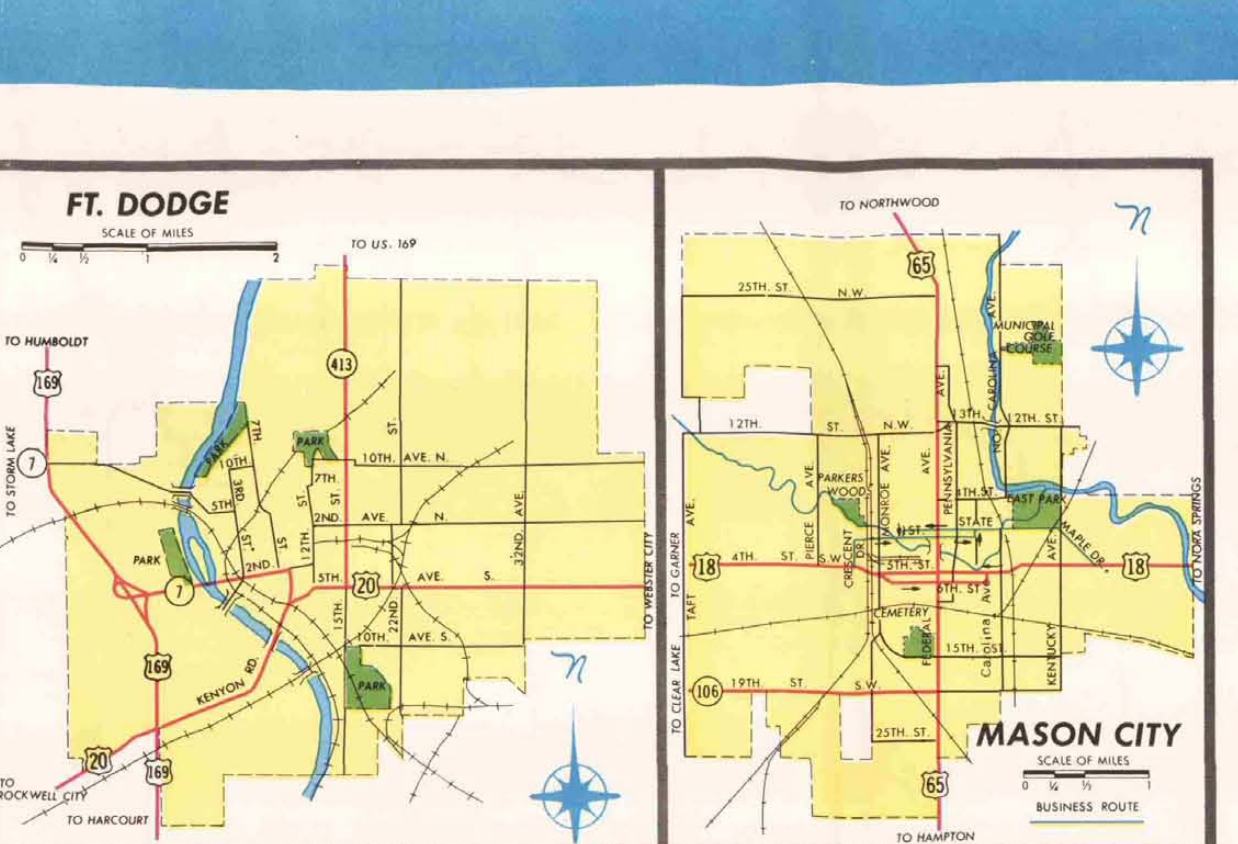 FT. DODGE
SCALE OF MILES
0 ¼ ½ 1 2
TO US. 169
TO HUMBOLDT
169
413
TO STORM LAKE
7
PARK
7TH.
10TH
3RD
ST.
5TH
ST.
PARK
10TH. AVE. N.
ST.
7TH.
ST.
ST.
2ND. AVE. N.
12TH.
32ND. AVE.
PARK
2ND.
7
5TH.
20
AVE. S.
TO WEBSTER CITY
15TH.
22ND.
10TH. AVE. S.
169
KENYON RD.
PARK
N
20
169
TO
ROCKWELL CITY
TO HARCOURT
TO NORTHWOOD
N
65
25TH. ST. N.W.
NO. CAROLINA AVE.
MUNICIPAL
GOLF
COURSE
AVE.
12TH. ST. N.W.
13TH.
12TH. ST.
PARKERS
WOOD
PIERCE AVE.
MONROE AVE.
AVE.
PENNSYLVANIA
4TH. ST.
EAST PARK
STATE
ST.
MAPLE DR.
TO NORA SPRINGS
TAFT AVE.
18
4TH. ST. S.W.
CRESCENT DR.
5TH. ST.
6TH. ST.
18
TO CLEAR LAKE TO GARNER
CEMETERY
FEDERAL
15TH. ST.
Carolina Ave
KENTUCKY AVE.
106
19TH. ST. S.W.
25TH. ST.
MASON CITY
SCALE OF MILES
0 ¼ ½ 1
BUSINESS ROUTE
65
TO HAMPTON